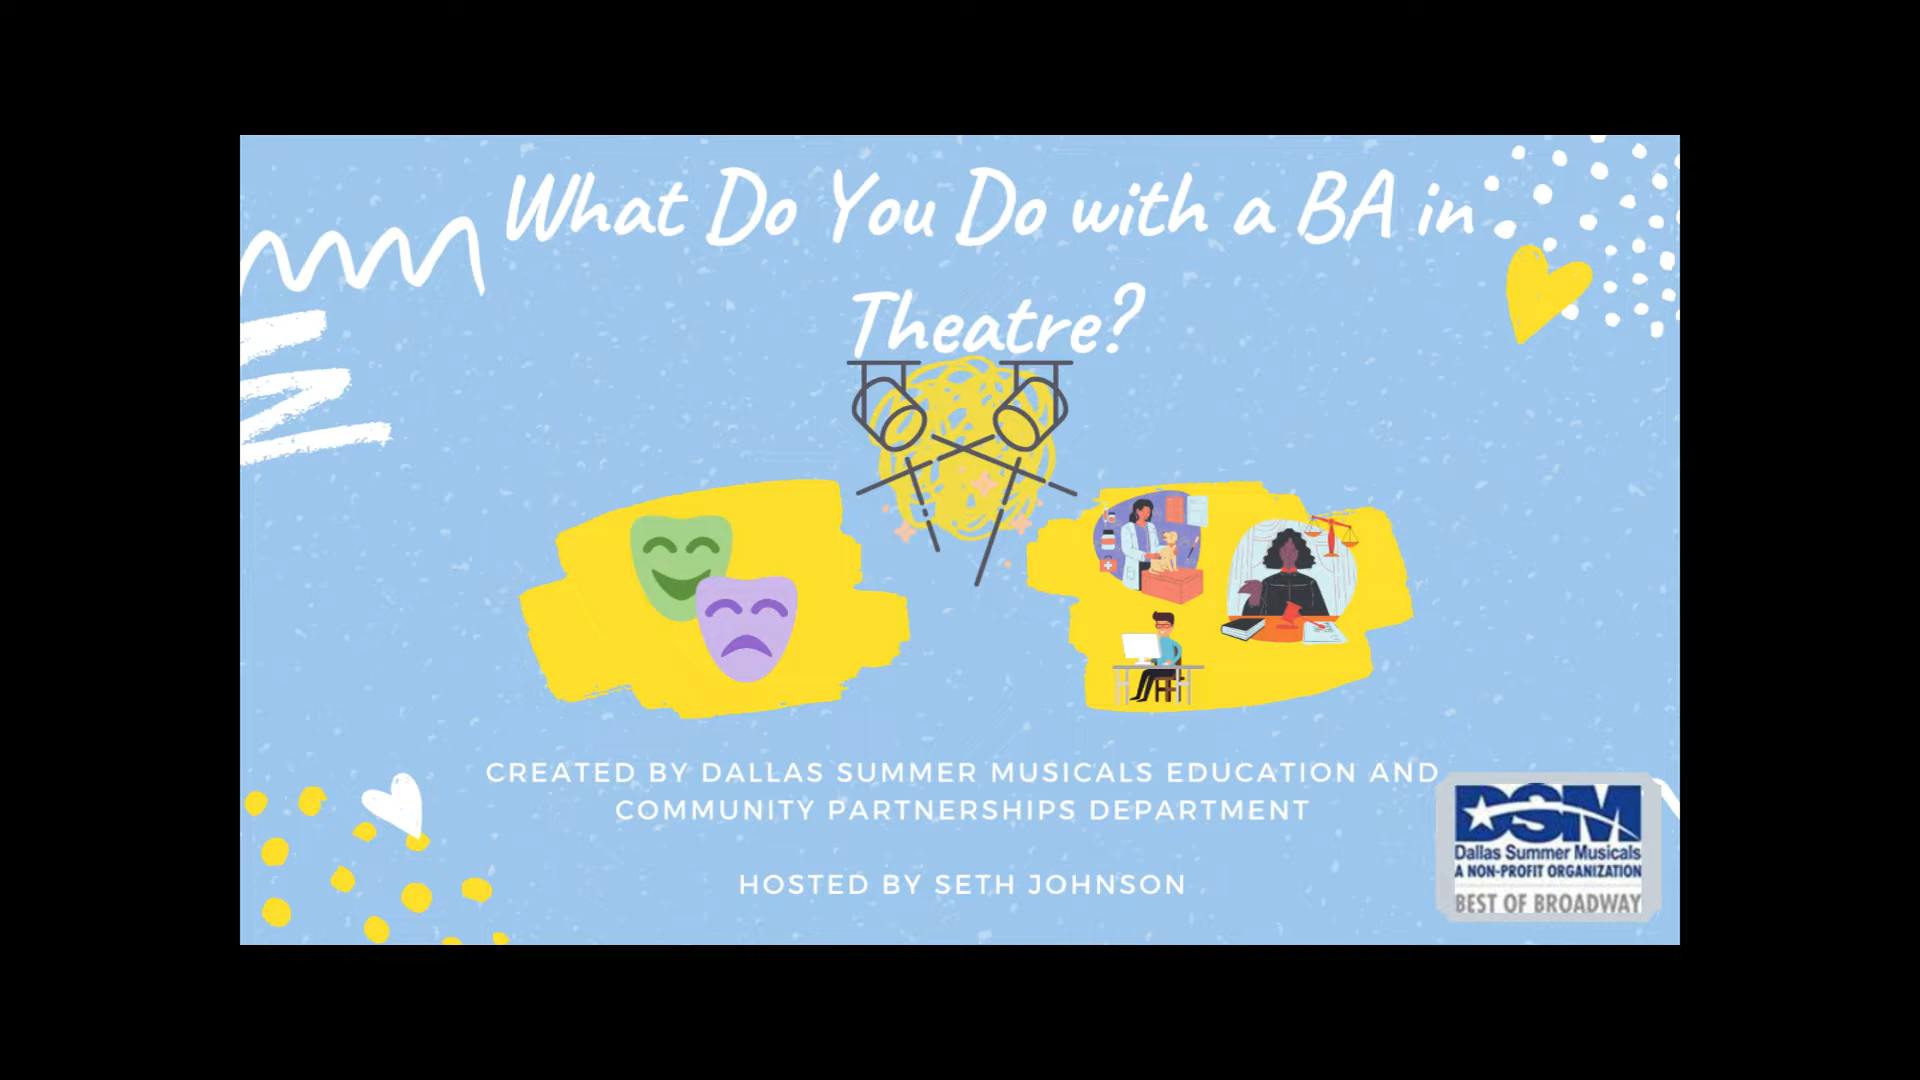 What Do You Do with a BA in
Theatre?
CREATED BY DALLAS SUMMER MUSICALS EDUCATION AND
COMMUNITY PARTNERSHIPS DEPARTMENT
HOSTED BY SETH JOHNSON
DSM
Dallas Summer Musicals
A NON-PROFIT ORGANIZATION
BEST OF BROADWAY